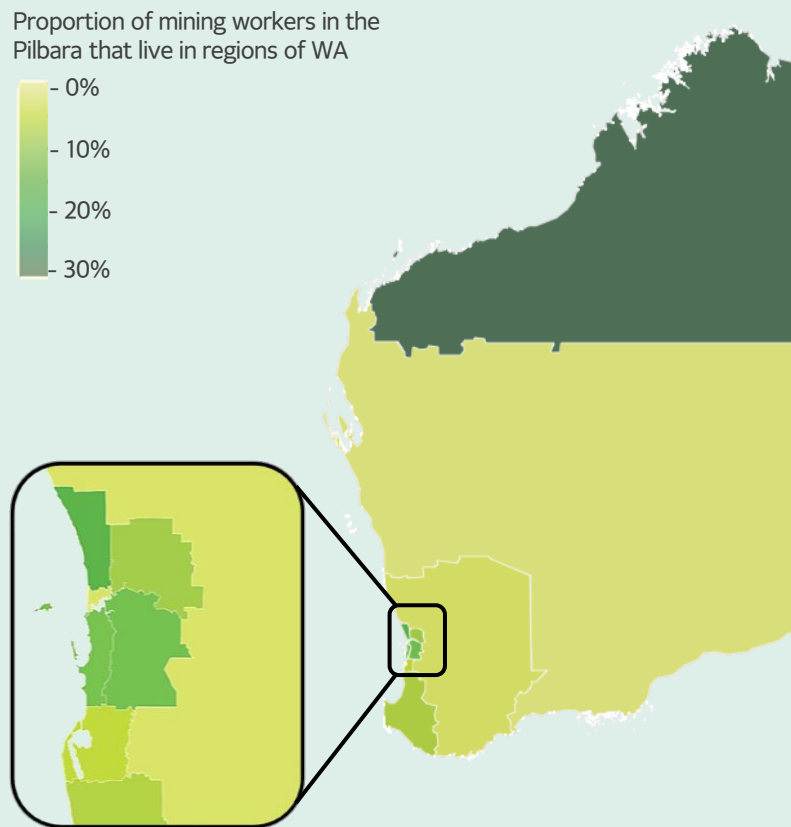 Proportion of mining workers in the
Pilbara that live in regions of WA
- 0%
- 10%
- 20%
- 30%